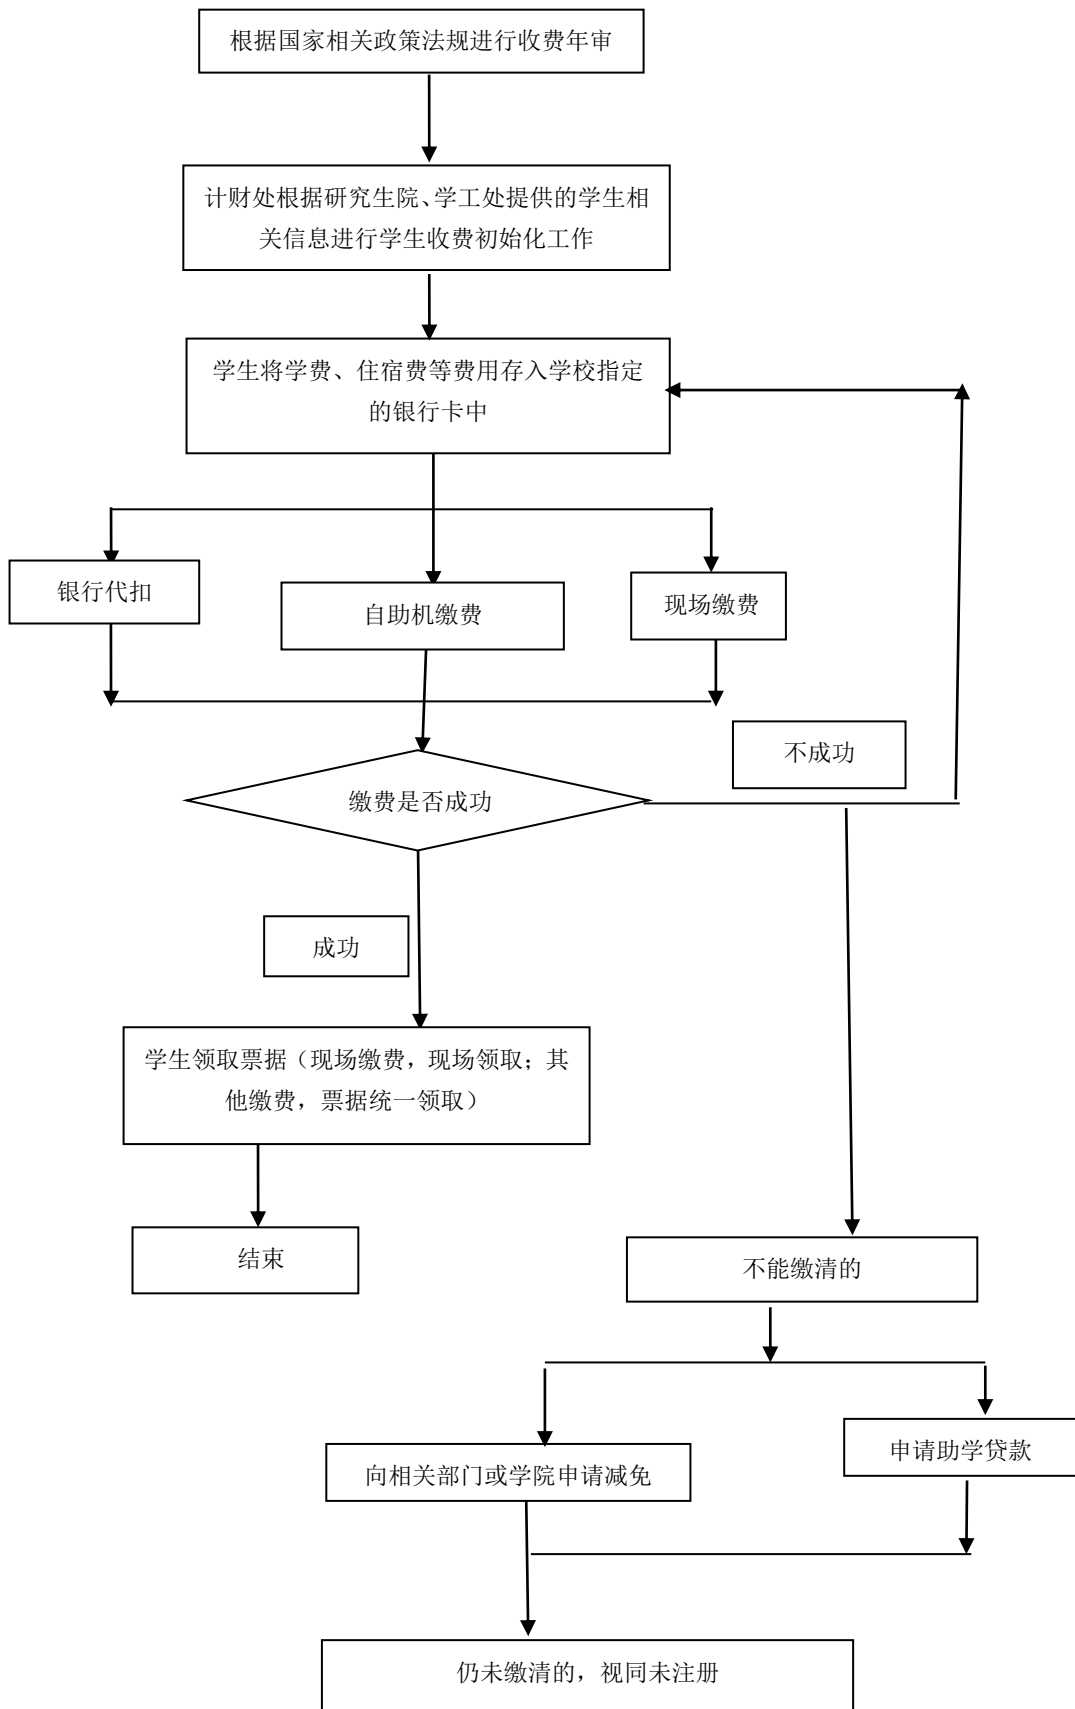 根据国家相关政策法规进行收费年审
计财处根据研究生院、学工处提供的学生相
关信息进行学生收费初始化工作
学生将学费、住宿费等费用存入学校指定
的银行卡中
银行代扣
自助机缴费
现场缴费
不成功
缴费是否成功
成功
学生领取票据（现场缴费，现场领取；其
他缴费，票据统一领取）
结束
不能缴清的
向相关部门或学院申请减免
申请助学贷款
仍未缴清的，视同未注册